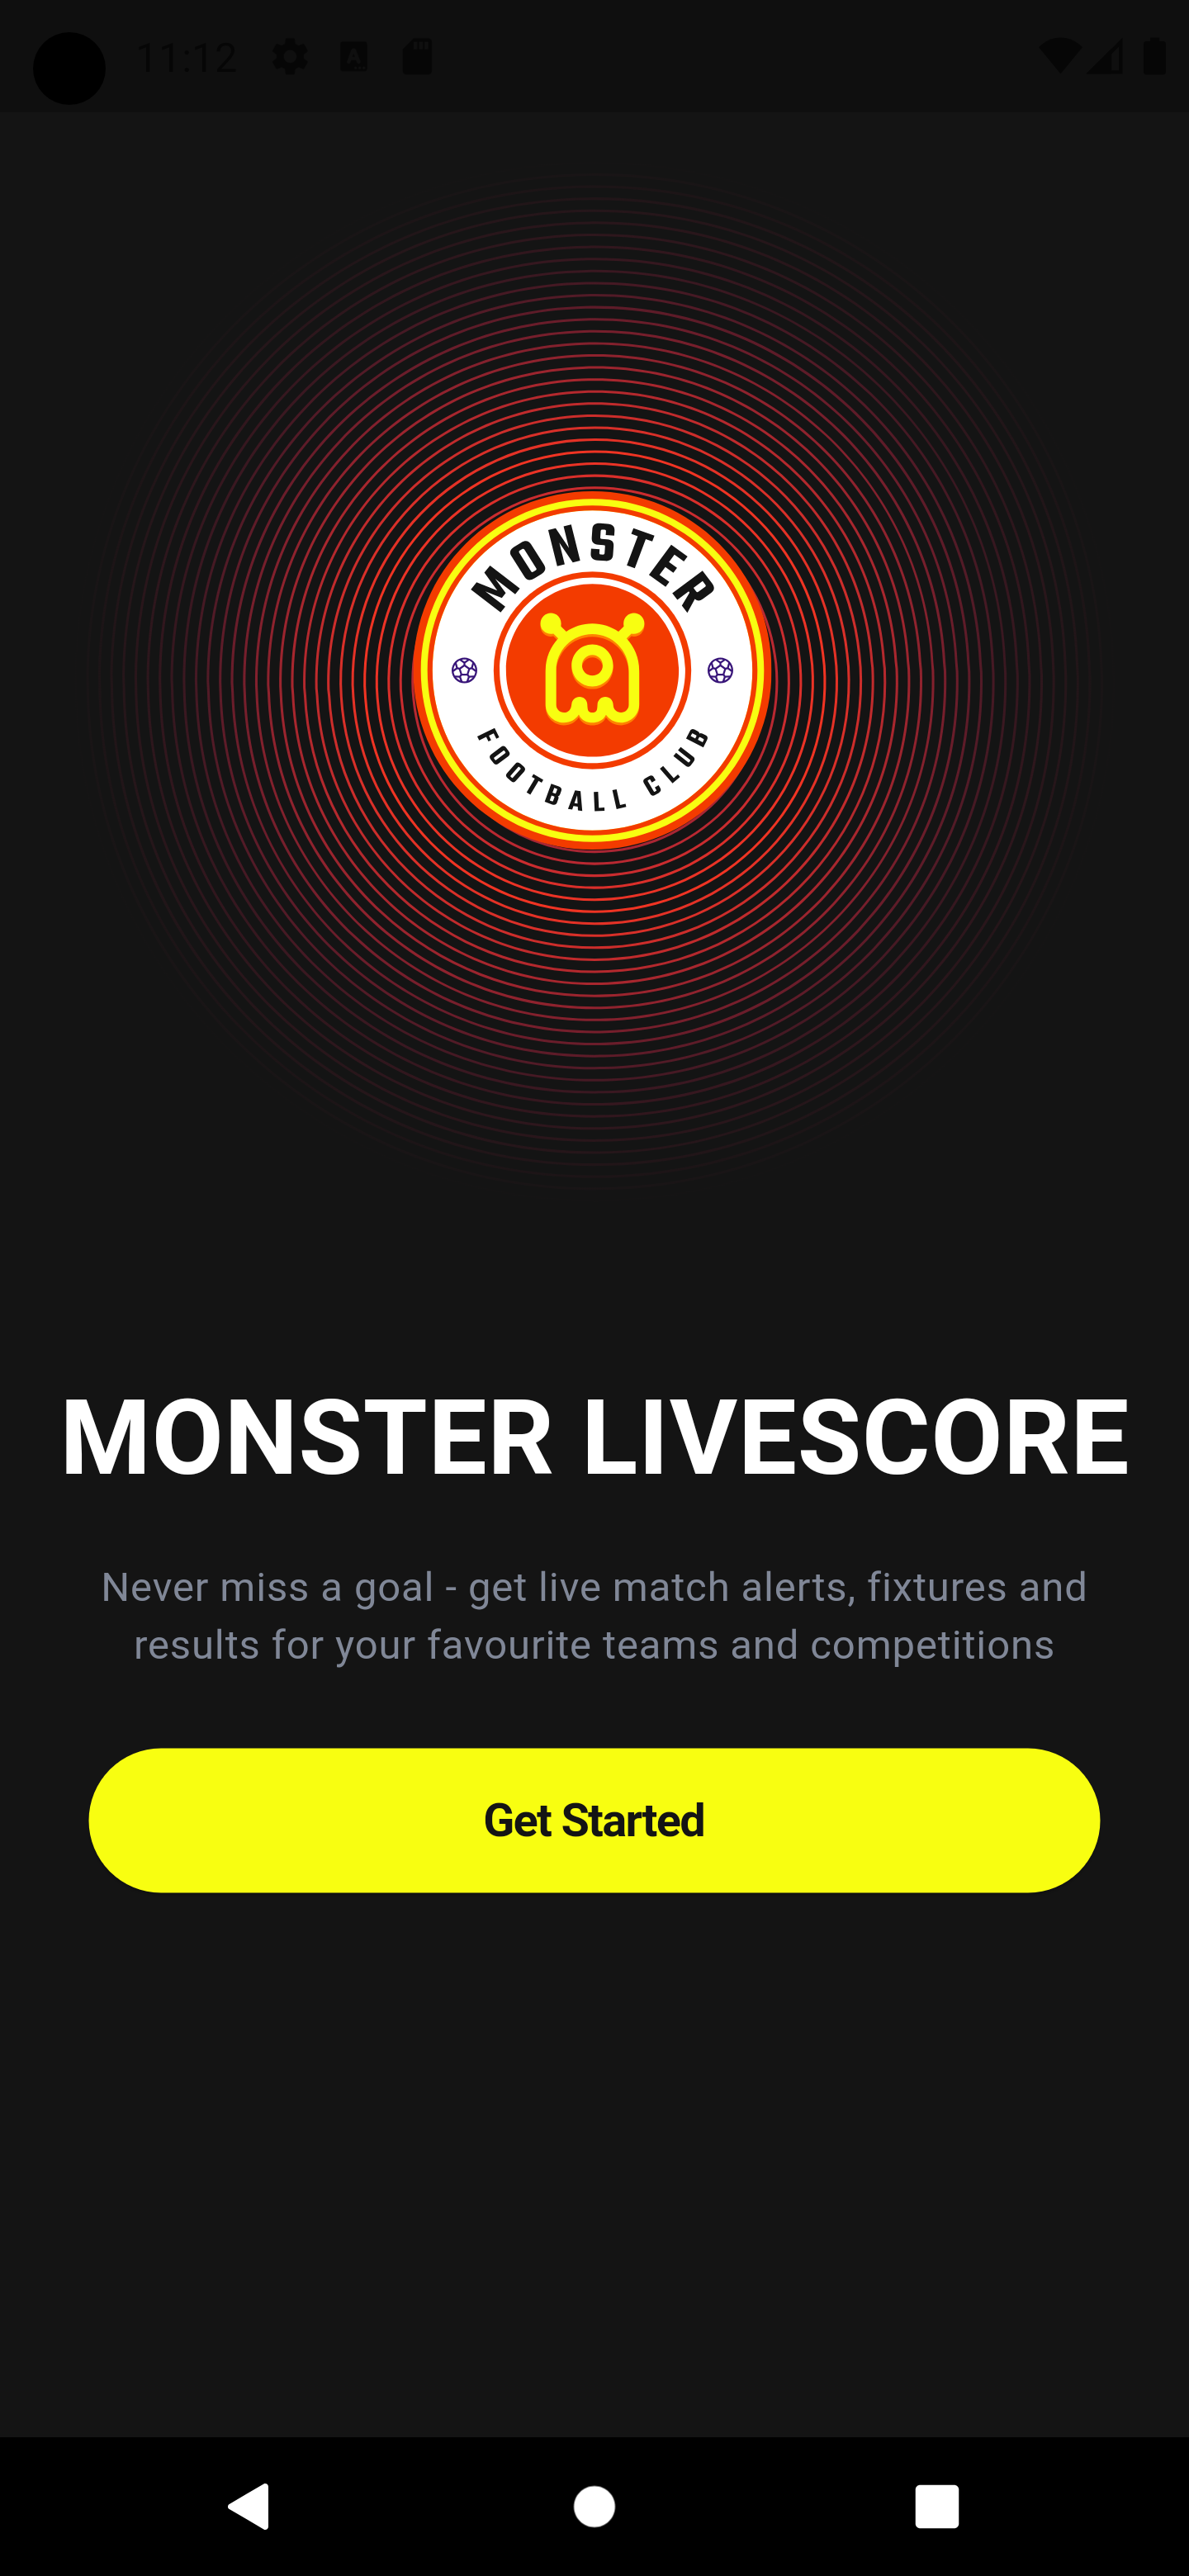 11:12
MONSTER
FOOTBALL CLUB
MONSTER LIVESCORE
Never miss a goal - get live match alerts, fixtures and
results for your favourite teams and competitions
Get Started